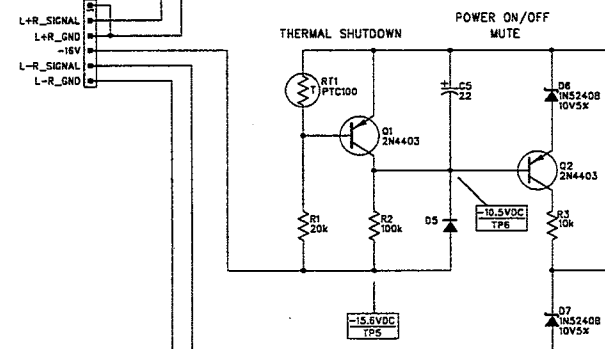 L+R_SIGNAL
L+R_GND
-16V
L-R_SIGNAL
L-R_GND
THERMAL SHUTDOWN
POWER ON/OFF
MUTE
RT1
PTC100
T
+
C5
22
D6
1N5240B
10V5%
Q1
2N4403
Q2
2N4403
R1
20k
R2
100k
D5
-10.5VDC
TP6
R3
10k
-15.6VDC
TP5
D7
1N5240B
10V5%